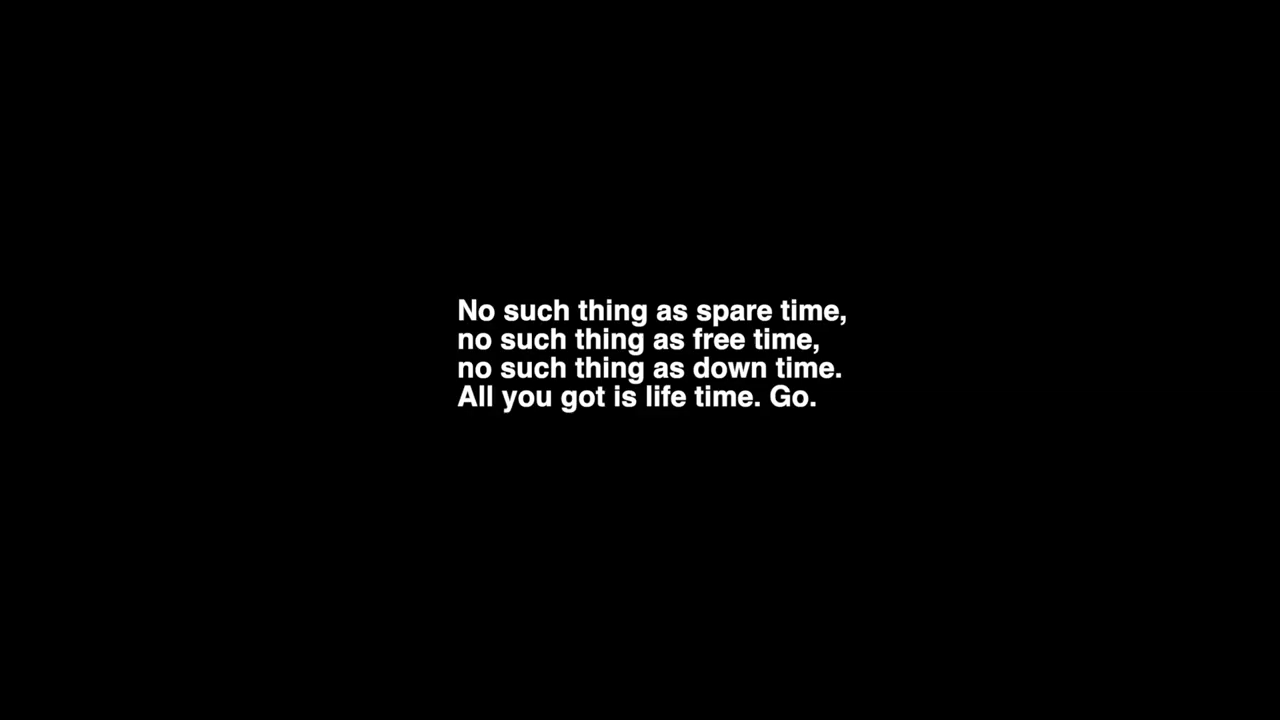 No such thing as spare time,
no such thing as free time,
no such thing as down time.
All you got is life time. Go.